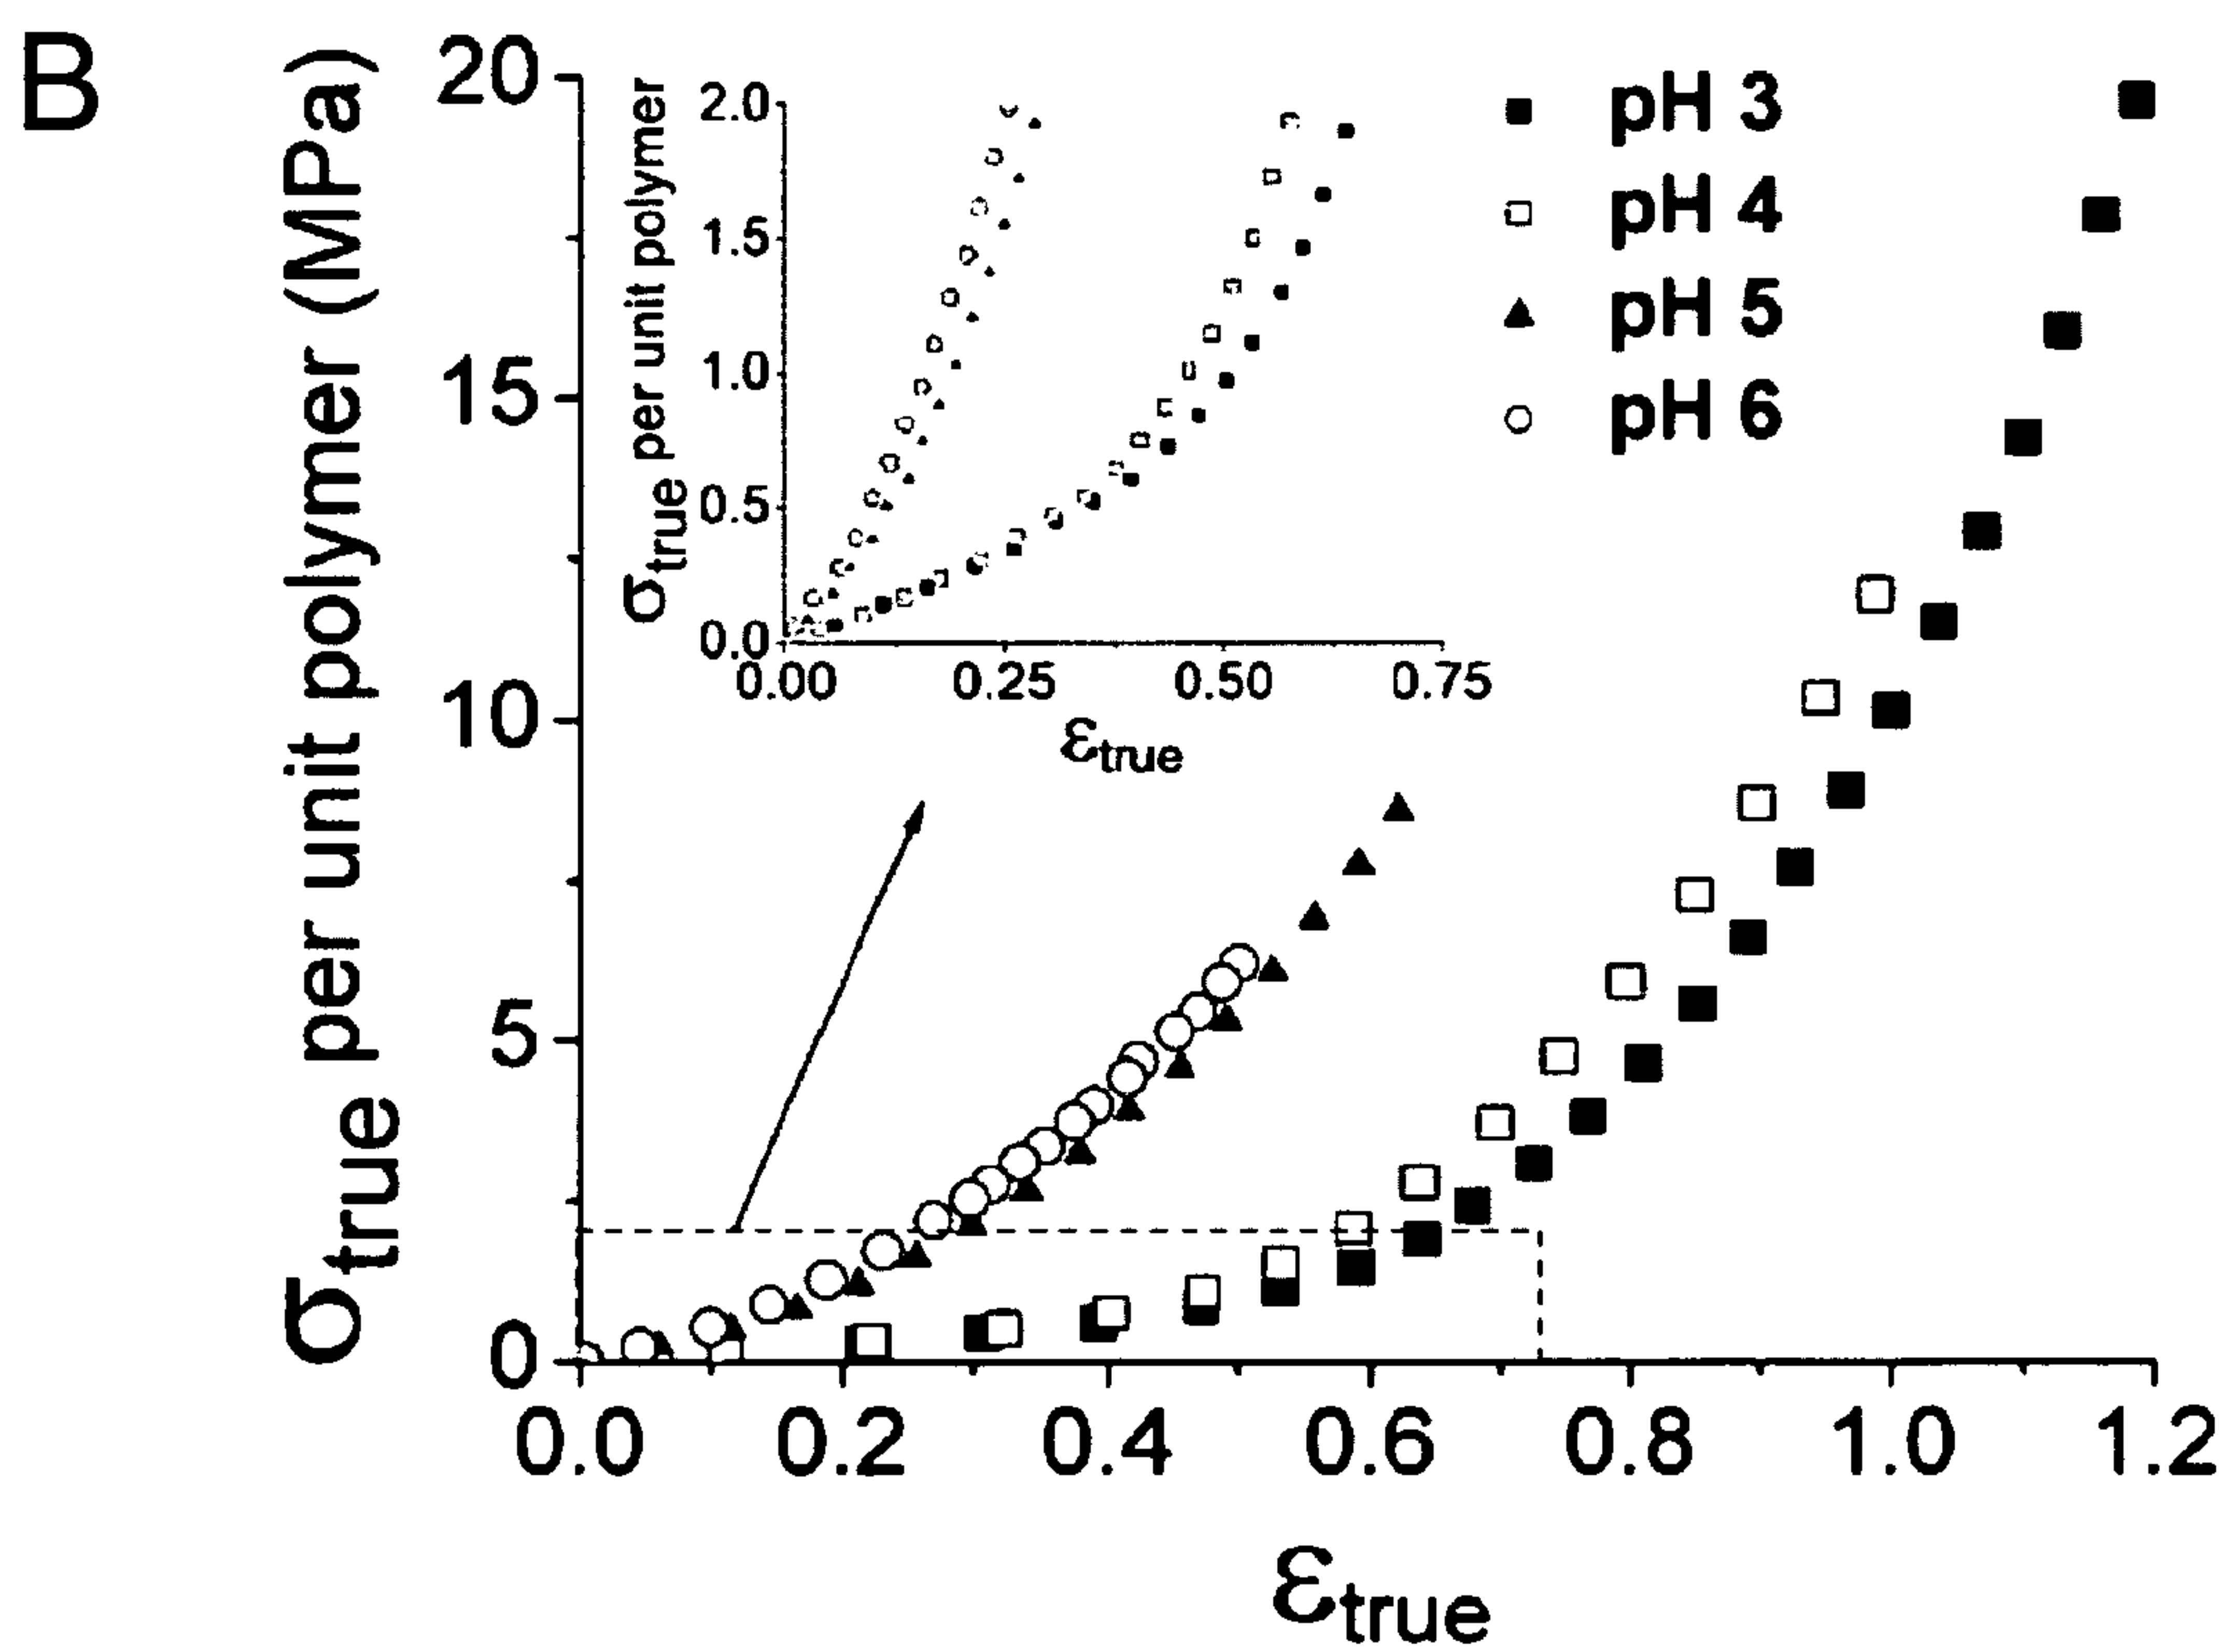 B
σtrue per unit polymer (MPa)
20
15
10
5
0
0.0 0.2 0.4 0.6 0.8 1.0 1.2
εtrue
σtrue per unit polymer
2.0
1.5
1.0
0.5
0.0
0.00 0.25 0.50 0.75
εtrue
pH 3
pH 4
pH 5
pH 6